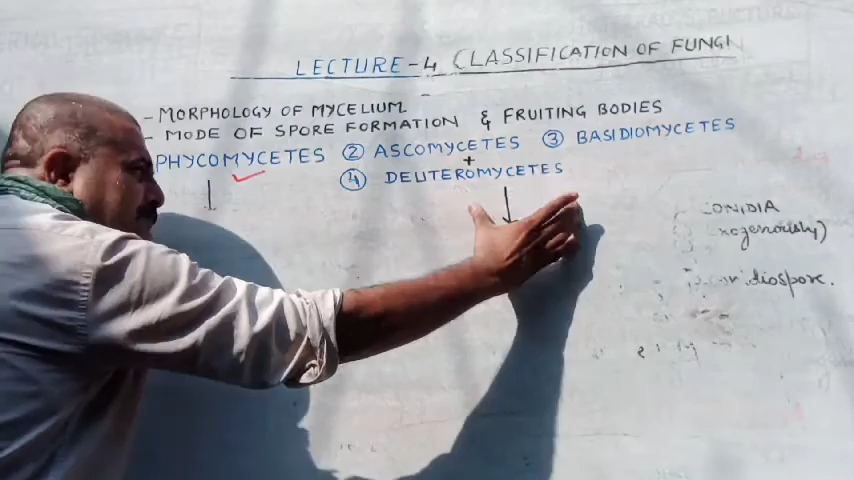 LECTURE-4 CLASSIFICATION OF FUNGI
- MORPHOLOGY OF MYCELIUM
- MODE OF SPORE FORMATION & FRUITING BODIES
PHYCOMYCETES ② ASCOMYCETES ③ BASIDIOMYCETES
+
④ DEUTEROMYCETES
CONIDIA